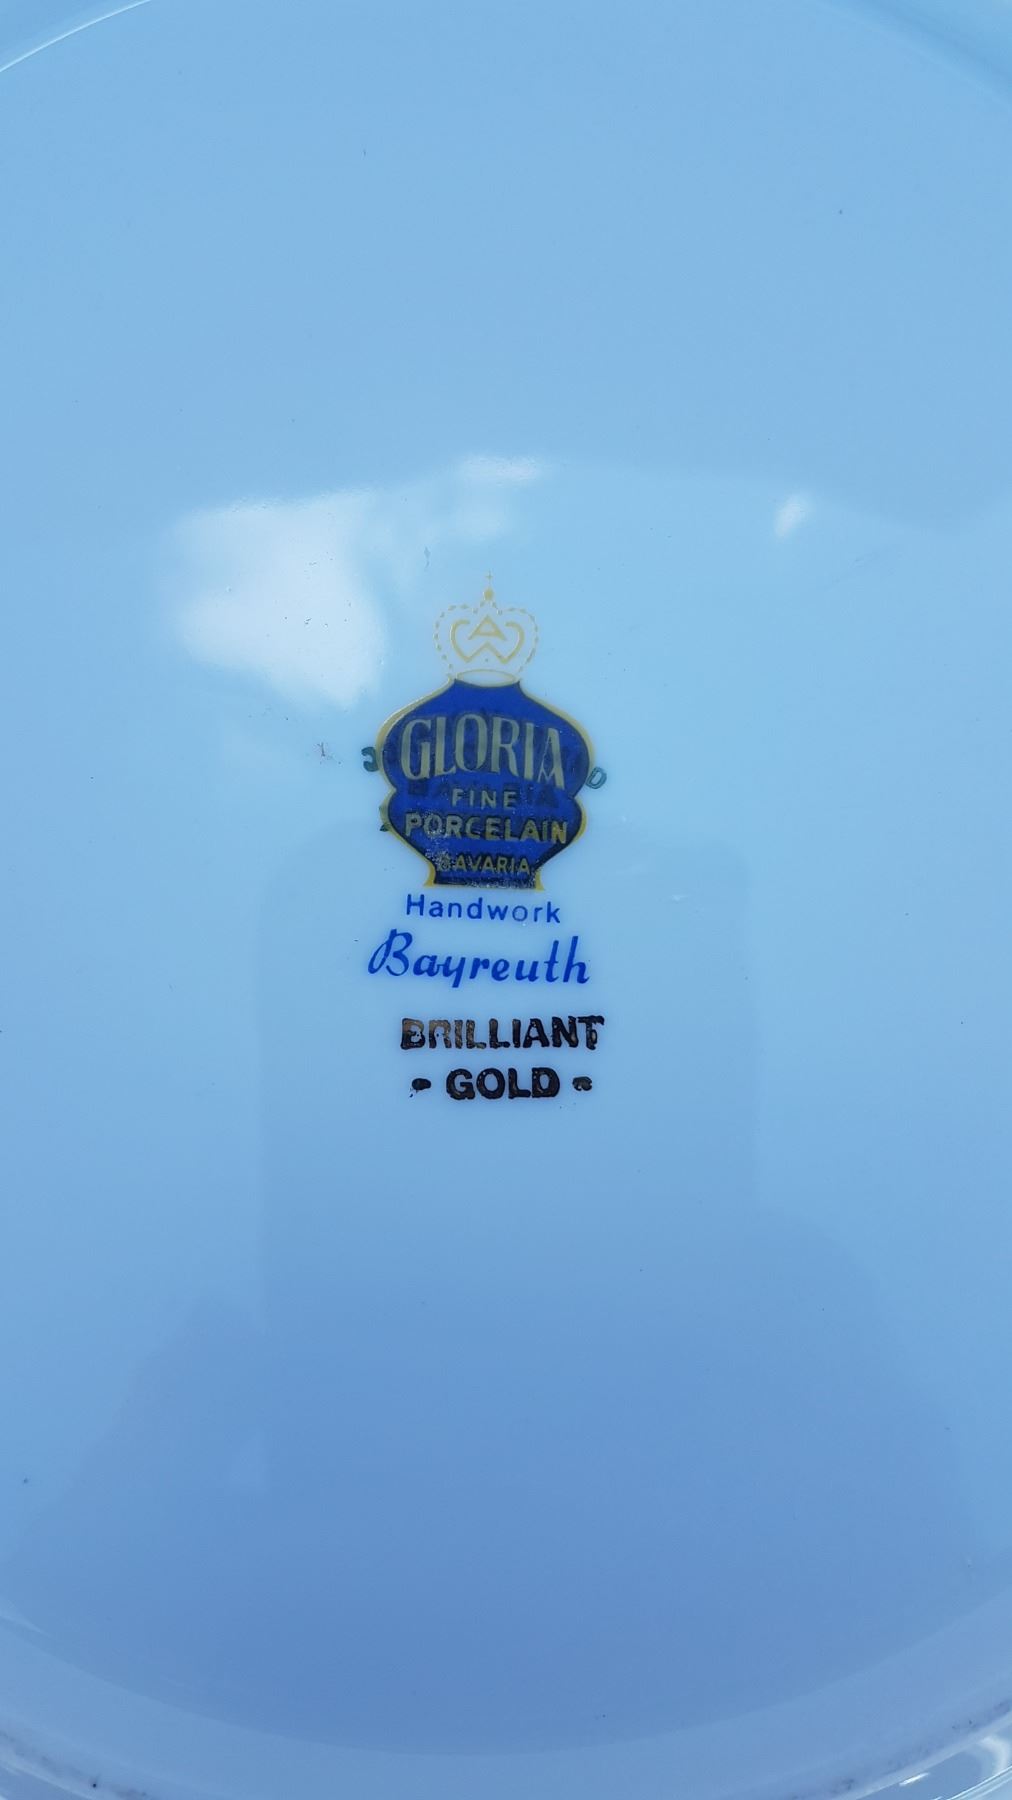 GLORIA
FINE
PORCELAIN
BAVARIA
Handwork
Bayreuth
BRILLIANT
- GOLD -